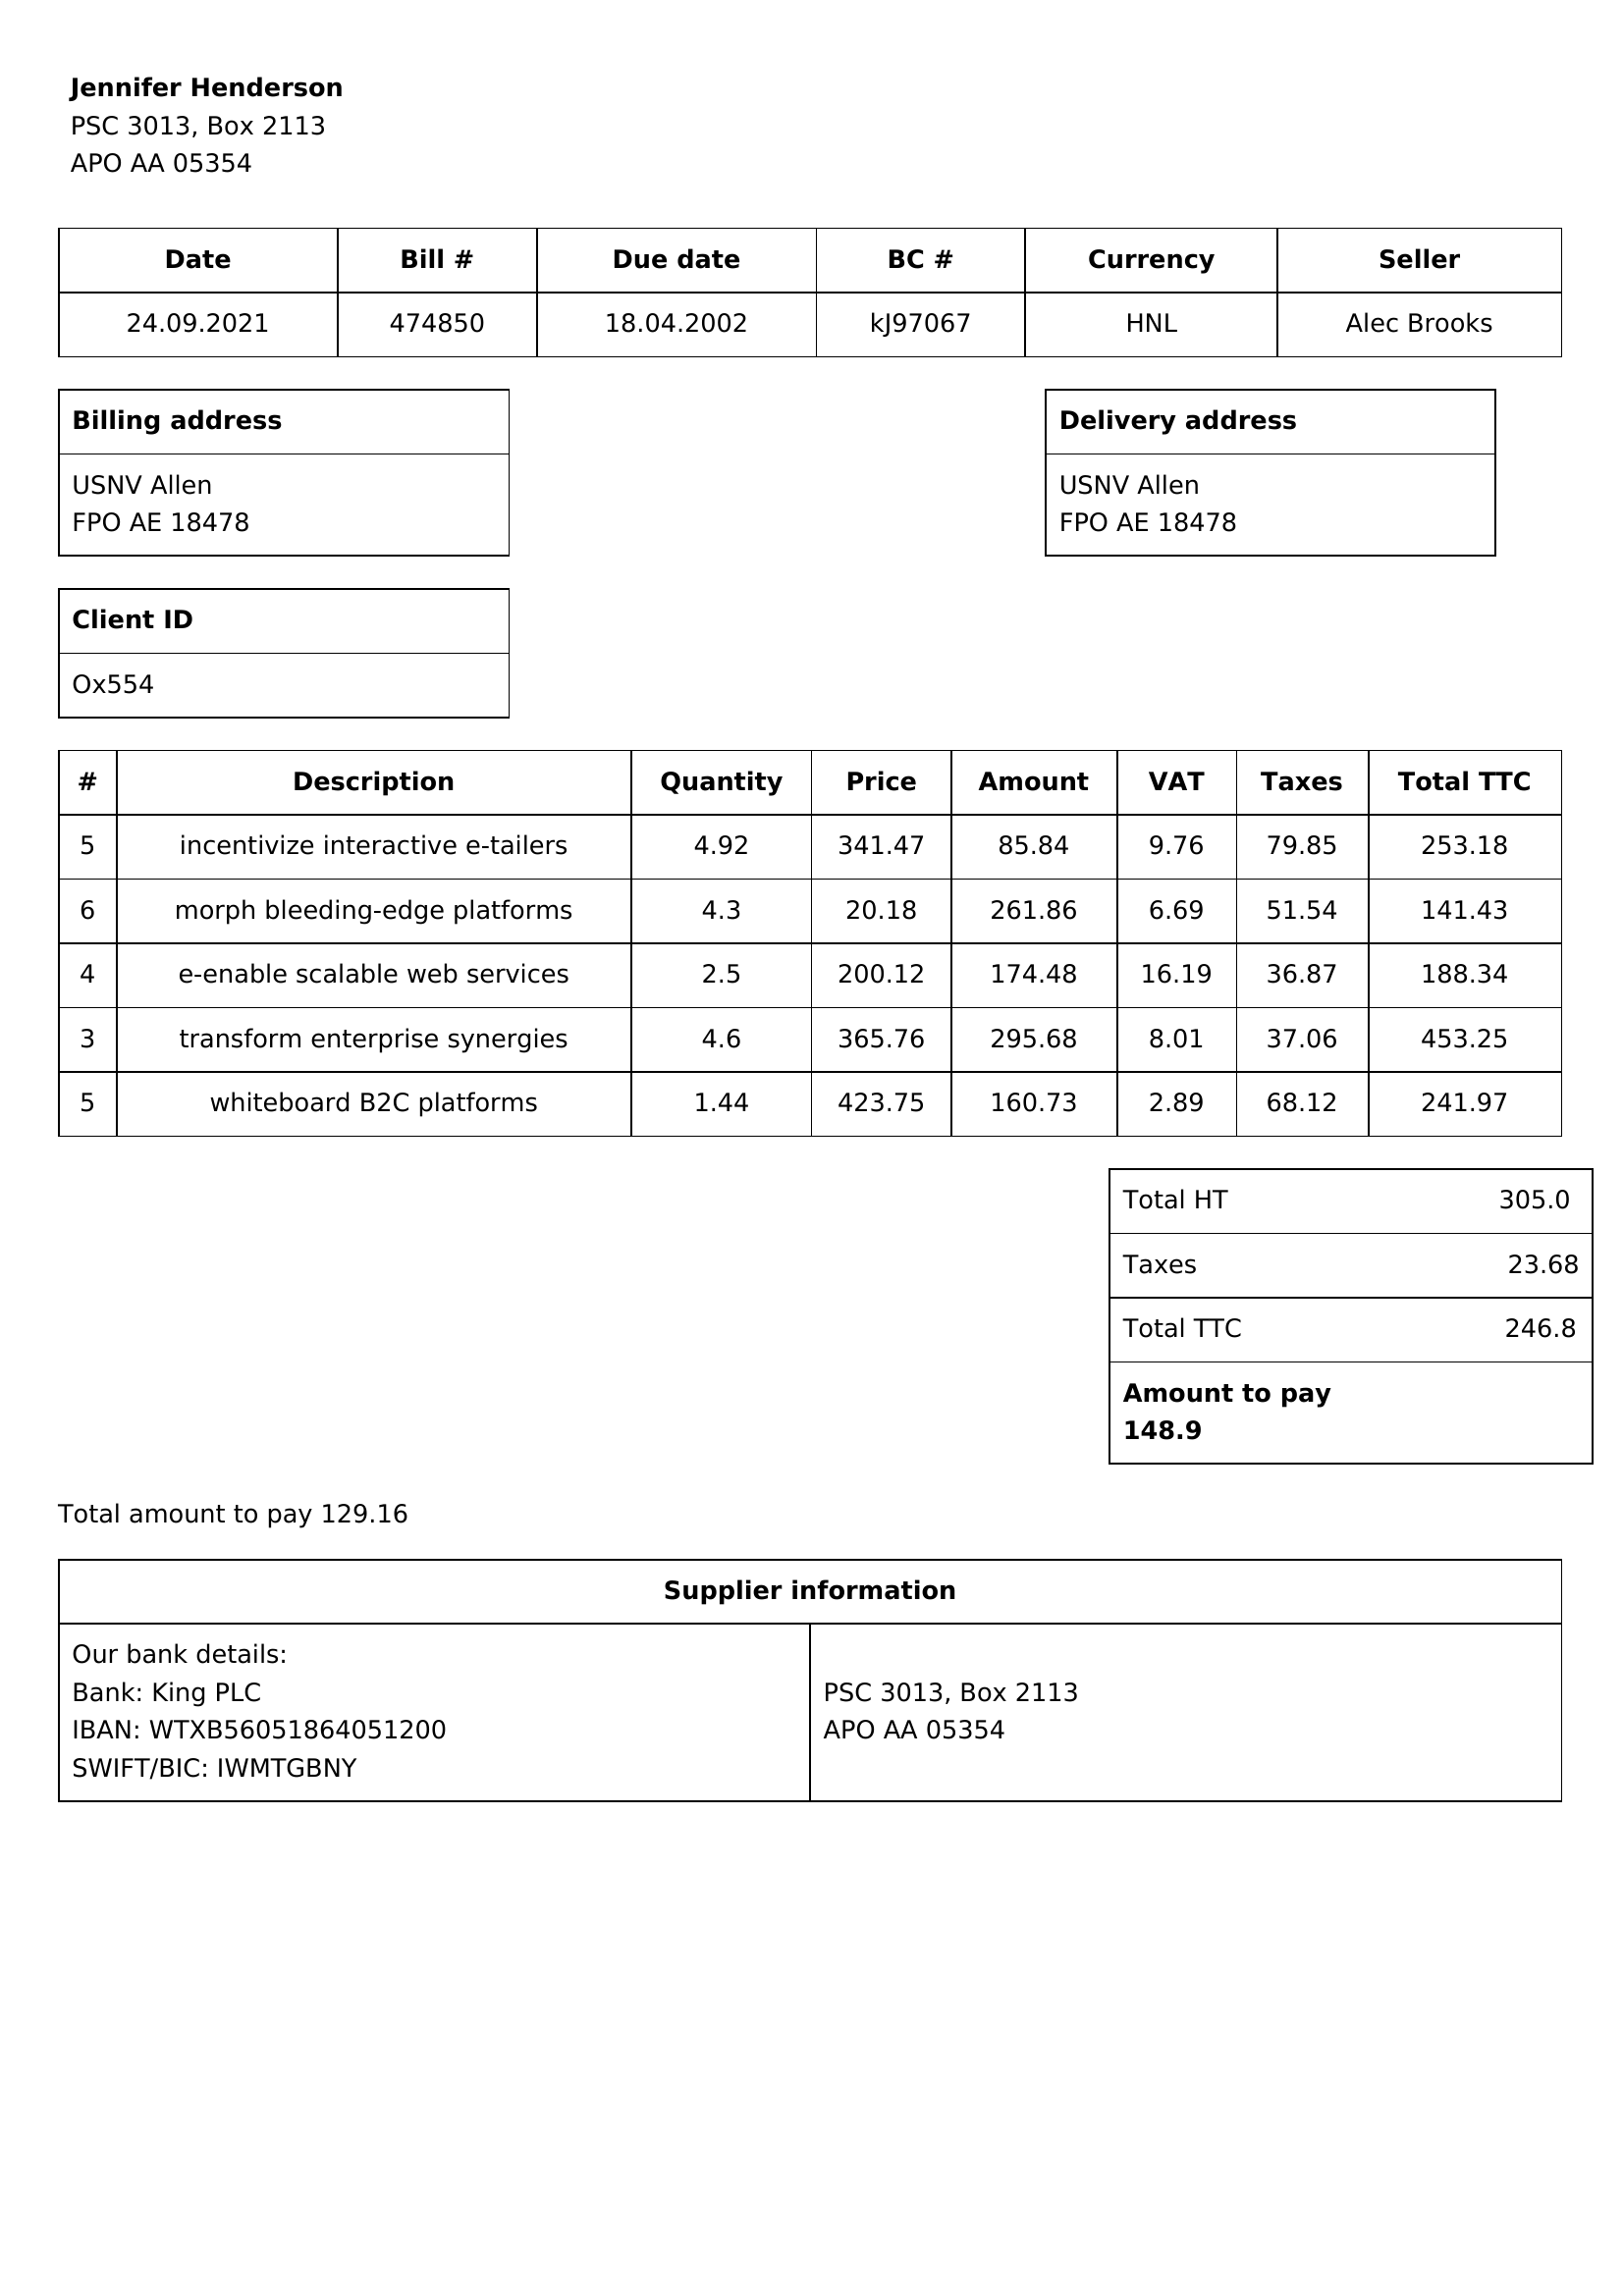 Jennifer Henderson
PSC 3013, Box 2113
APO AA 05354
Date Bill # Due date BC # Currency Seller
24.09.2021 474850 18.04.2002 kJ97067 HNL Alec Brooks
Billing address
USNV Allen
FPO AE 18478
Delivery address
USNV Allen
FPO AE 18478
Client ID
Ox554
# Description Quantity Price Amount VAT Taxes Total TTC
5 incentivize interactive e-tailers 4.92 341.47 85.84 9.76 79.85 253.18
6 morph bleeding-edge platforms 4.3 20.18 261.86 6.69 51.54 141.43
4 e-enable scalable web services 2.5 200.12 174.48 16.19 36.87 188.34
3 transform enterprise synergies 4.6 365.76 295.68 8.01 37.06 453.25
5 whiteboard B2C platforms 1.44 423.75 160.73 2.89 68.12 241.97
Total HT 305.0
Taxes 23.68
Total TTC 246.8
Amount to pay
148.9
Total amount to pay 129.16
Supplier information
Our bank details:
Bank: King PLC
IBAN: WTXB56051864051200
SWIFT/BIC: IWMTGBNY
PSC 3013, Box 2113
APO AA 05354